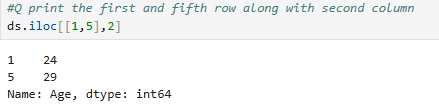 #Q print the first and fifth row along with second column
ds.iloc[[1,5],2]
1    24
5    29
Name: Age, dtype: int64